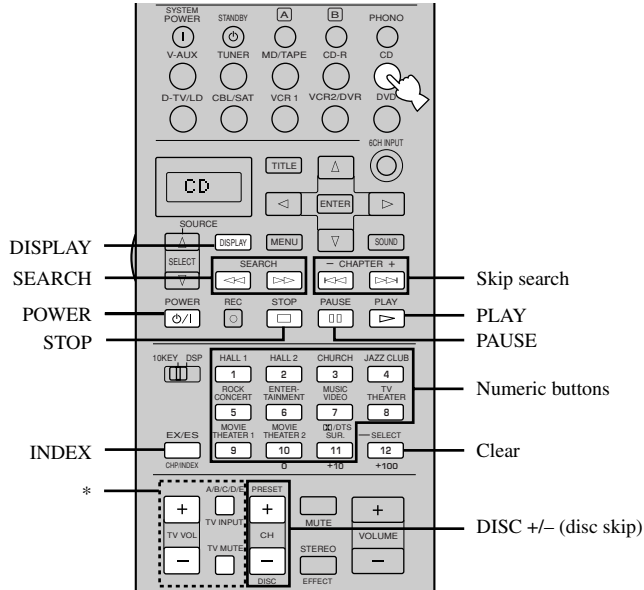 SYSTEM
POWER
STANDBY
A
B
PHONO
V-AUX
TUNER
MD/TAPE
CD-R
CD
D-TV/LD
CBL/SAT
VCR 1
VCR2/DVR
DVD
6CH INPUT
TITLE
CD
ENTER
SOURCE
SELECT
DISPLAY
DISPLAY
MENU
SOUND
SEARCH
SEARCH
– CHAPTER +
Skip search
POWER
POWER
REC
STOP
PAUSE
PLAY
PLAY
STOP
PAUSE
10KEY DSP
HALL 1
HALL 2
CHURCH
JAZZ CLUB
1
2
3
4
Numeric buttons
ROCK
CONCERT
ENTER-
TAINMENT
MUSIC
VIDEO
TV
THEATER
5
6
7
8
INDEX
EX/ES
CHP/INDEX
MOVIE
THEATER 1
MOVIE
THEATER 2
/DTS
SUR.
SELECT
9
10
11
12
0
+10
+100
Clear
*
A/B/C/D/E
PRESET
+
TV VOL
–
TV INPUT
TV MUTE
+
CH
–
DISC
MUTE
STEREO
EFFECT
+
VOLUME
–
DISC +/– (disc skip)